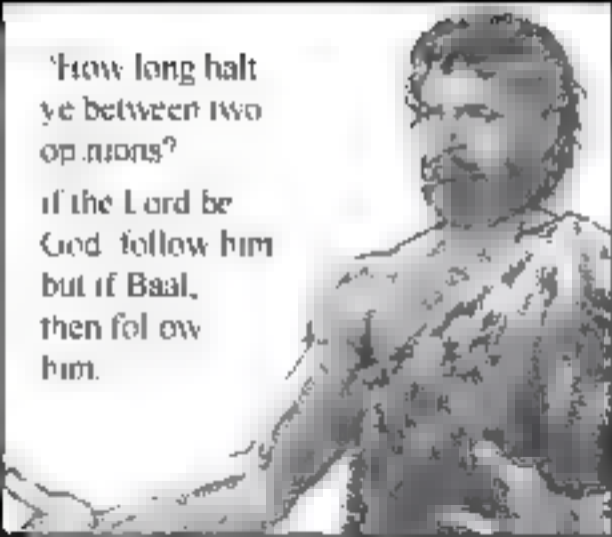 "How long halt
ye between two
opinions?
if the Lord be
God follow him
but if Baal,
then follow
him.